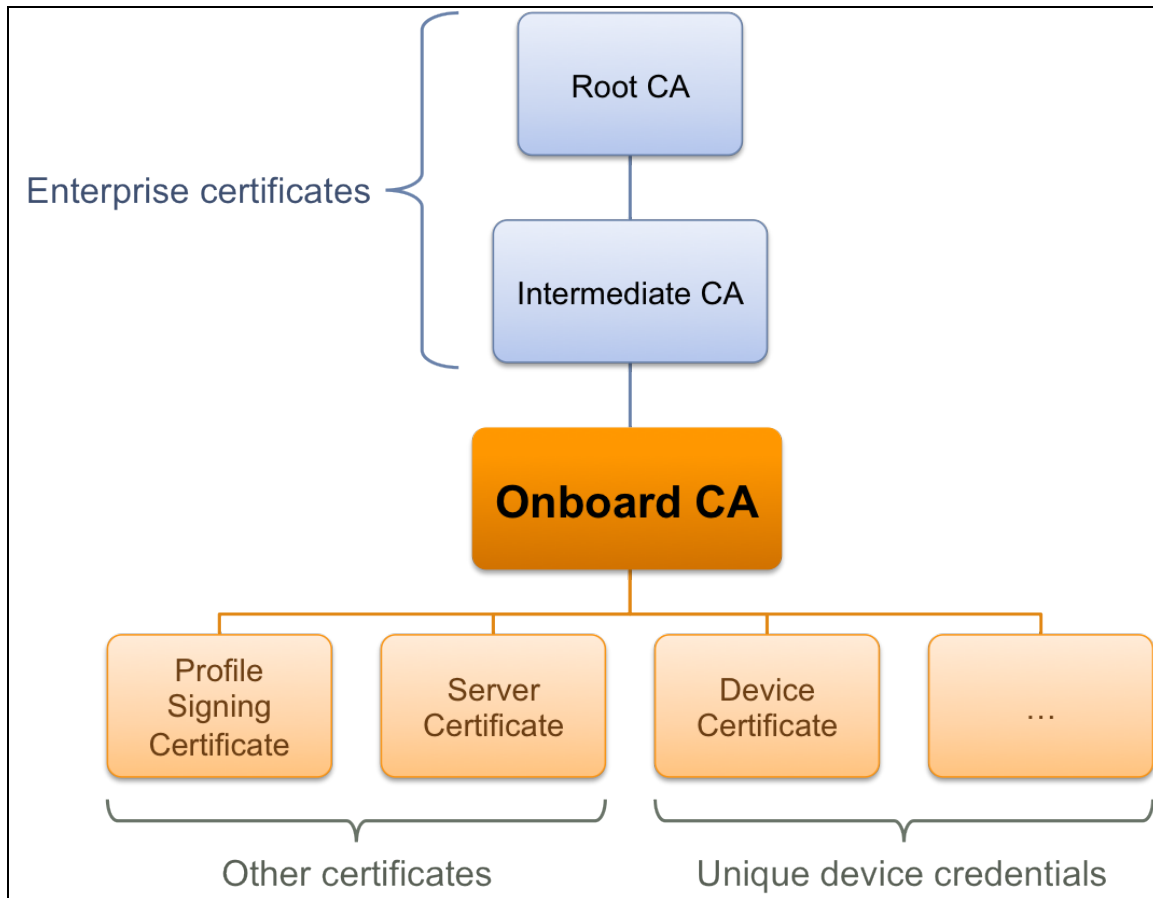 Root CA
Enterprise certificates
Intermediate CA
Onboard CA
Profile
Signing
Certificate
Server
Certificate
Device
Certificate
...
Other certificates
Unique device credentials